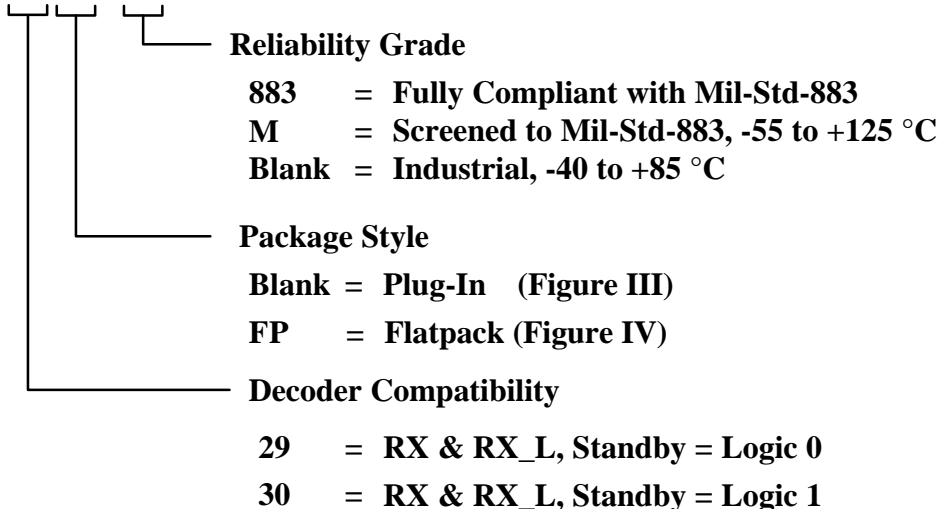 Reliability Grade
883 = Fully Compliant with Mil-Std-883
M = Screened to Mil-Std-883, -55 to +125 °C
Blank = Industrial, -40 to +85 °C
Package Style
Blank = Plug-In (Figure III)
FP = Flatpack (Figure IV)
Decoder Compatibility
29 = RX & RX_L, Standby = Logic 0
30 = RX & RX_L, Standby = Logic 1